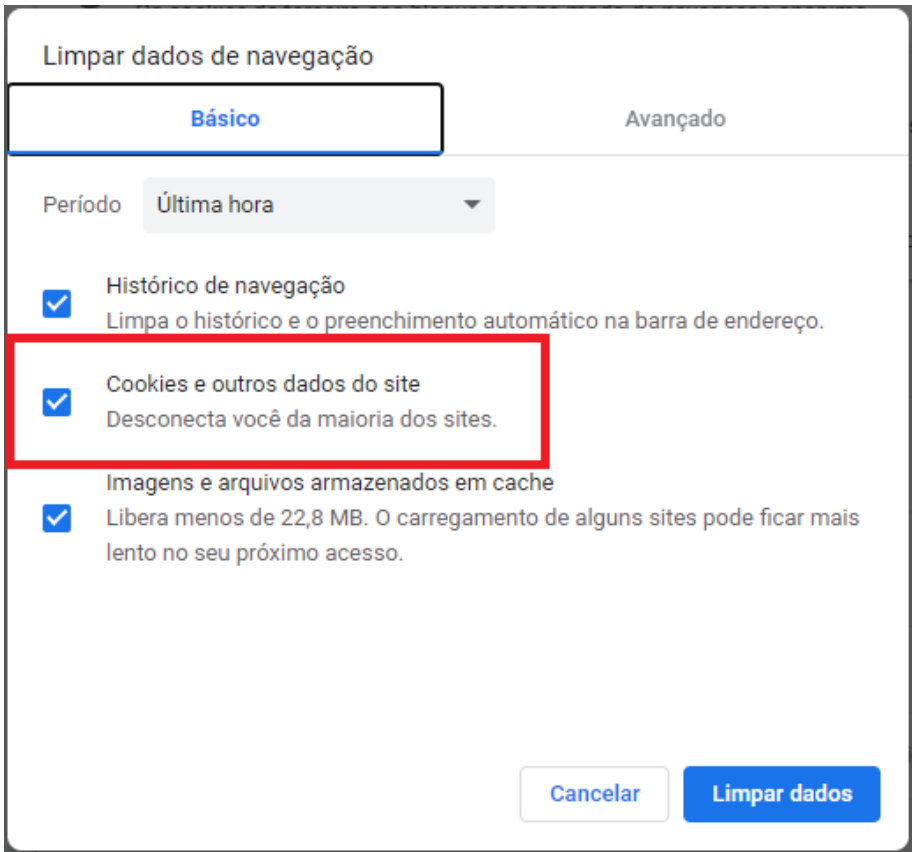 Limpar dados de navegação
Básico
Avançado
Período
Última hora
Histórico de navegação
Limpa o histórico e o preenchimento automático na barra de endereço.
Cookies e outros dados do site
Desconecta você da maioria dos sites.
Imagens e arquivos armazenados em cache
Libera menos de 22,8 MB. O carregamento de alguns sites pode ficar mais
lento no seu próximo acesso.
Cancelar
Limpar dados